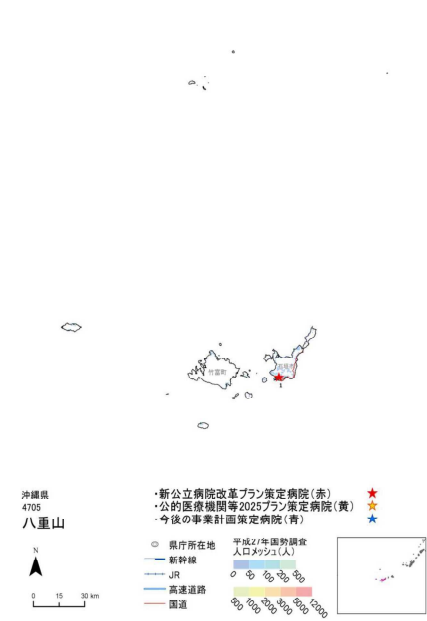 石垣市
竹富町
1
沖縄県
4705
八重山
・新公立病院改革プラン策定病院（赤）
・公的医療機関等2025プラン策定病院（黄）
・今後の事業計画策定病院（青）
N
0 15 30 km
県庁所在地
新幹線
JR
高速道路
国道
平成27年国勢調査
人口メッシュ（人）
0 50 100 200 500
500 1000 2000 3000 5000 12000